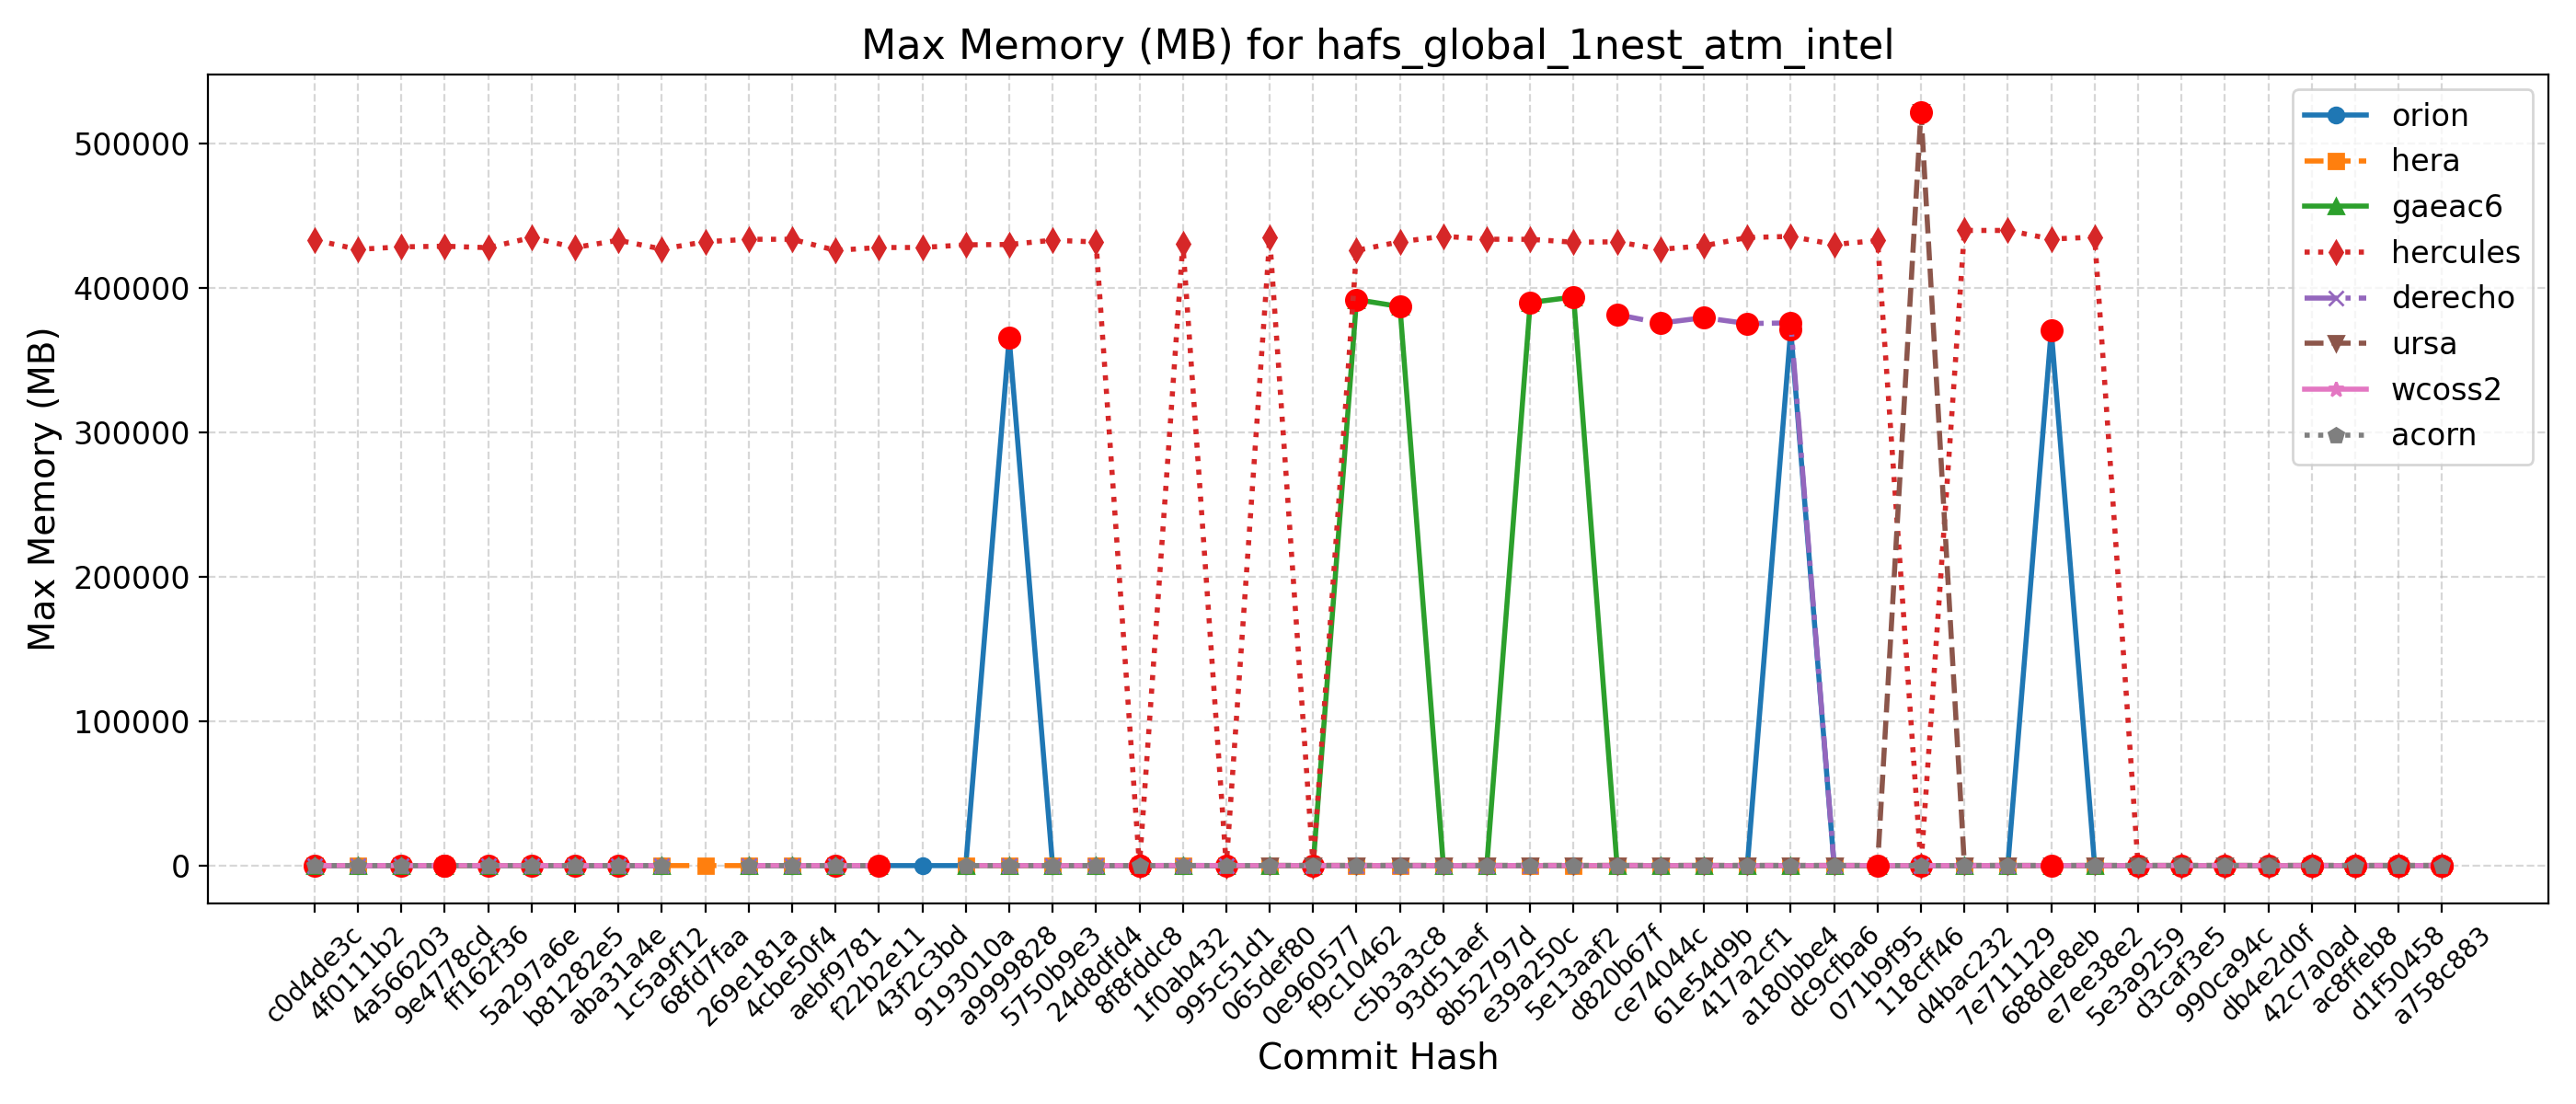 Max Memory (MB) for hafs_global_1nest_atm_intel
Max Memory (MB)
500000
400000
300000
200000
100000
0
orion
hera
gaeac6
hercules
derecho
ursa
wcoss2
acorn
c0d4de3c
4f0111b2
4a566203
9e4778cd
ff162f36
5a297a6e
b81282e5
aba31a4e
1c5a9f12
68fd7faa
269e181a
4cbe50f4
aebf9781
f22b2e11
43f2c3bd
9193010a
a9999828
5750b9e3
24d8dfd4
8f8fddc8
1f0ab432
995c51d1
065def80
0e960577
f9c10462
c5b3a3c8
93d51aef
8b52797d
e39a250c
5e13aaf2
d820b67f
ce74044c
61e54d9b
417a2cf1
a180bbe4
dc9cfba6
071b9f95
118cff46
d4bac232
7e711129
688de8eb
e7ee38e2
5e3a9259
d3caf3e5
990ca94c
db4e2d0f
42c7a0ad
ac8ffeb8
d1f50458
a758c883
Commit Hash